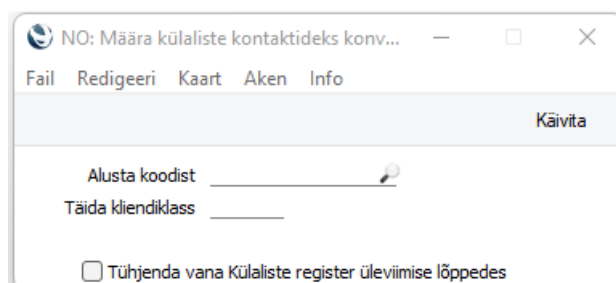 NO: Määra külaliste kontaktideks konv...
Fail Redigeeri Kaart Aken Info
Käivita
Alusta koodist
Täida kliendiklass
Tühjenda vana Külaliste register üleviimise lõppedes